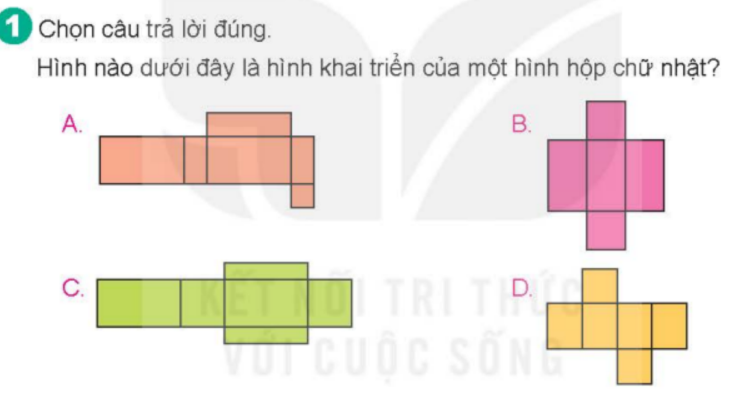 1 Chọn câu trả lời đúng.
Hình nào dưới đây là hình khai triển của một hình hộp chữ nhật?
A.
B.
C.
D.
KẾT NỐI TRI THỨC
VỚI CUỘC SỐNG